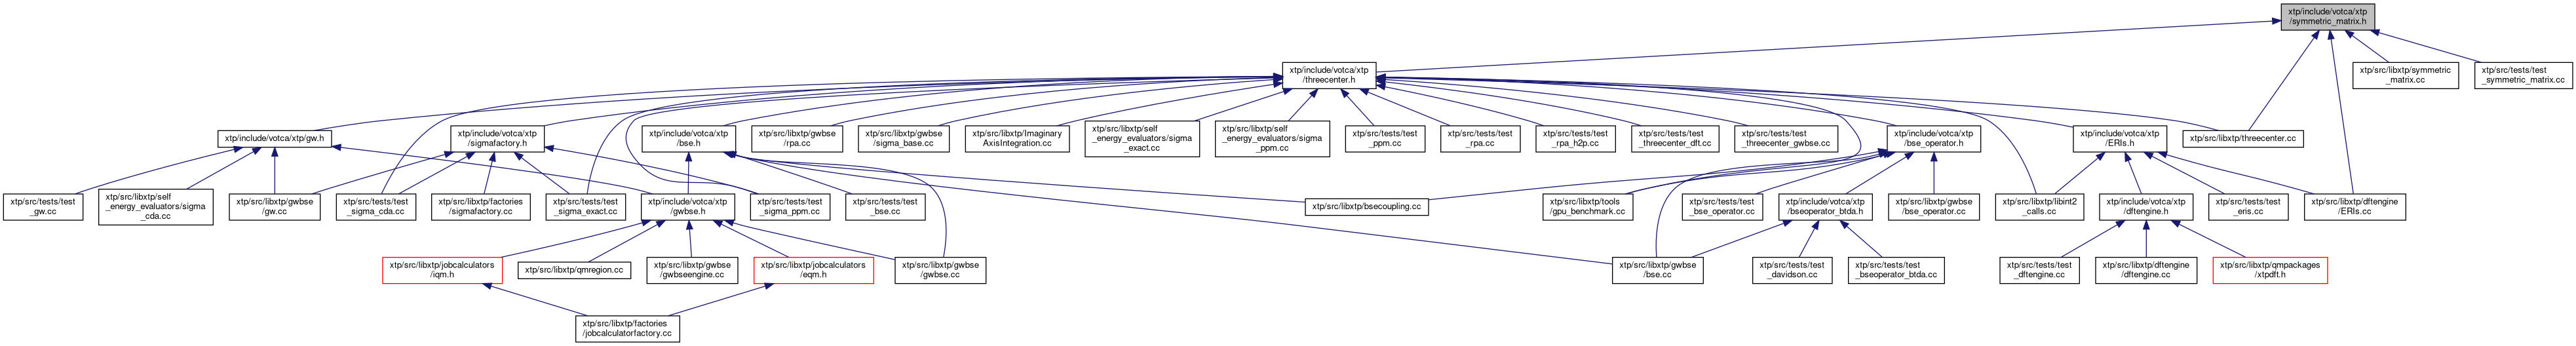 xtp/include/votca/xtp
/symmetric_matrix.h
xtp/include/votca/xtp
/threecenter.h
xtp/src/libxtp/symmetric
_matrix.cc
xtp/src/tests/test
_symmetric_matrix.cc
xtp/include/votca/xtp/gw.h
xtp/include/votca/xtp
/sigmafactory.h
xtp/include/votca/xtp
/bse.h
xtp/src/libxtp/gwbse
/rpa.cc
xtp/src/libxtp/gwbse
/sigma_base.cc
xtp/src/libxtp/Imaginary
AxisIntegration.cc
xtp/src/libxtp/self
_energy_evaluators/sigma
_exact.cc
xtp/src/libxtp/self
_energy_evaluators/sigma
_ppm.cc
xtp/src/tests/test
_ppm.cc
xtp/src/tests/test
_rpa.cc
xtp/src/tests/test
_rpa_h2p.cc
xtp/src/tests/test
_threecenter_dft.cc
xtp/src/tests/test
_threecenter_gwbse.cc
xtp/include/votca/xtp
/bse_operator.h
xtp/include/votca/xtp
/ERIs.h
xtp/src/libxtp/threecenter.cc
xtp/src/tests/test
_gw.cc
xtp/src/libxtp/self
_energy_evaluators/sigma
_cda.cc
xtp/src/libxtp/gwbse
/gw.cc
xtp/src/tests/test
_sigma_cda.cc
xtp/src/libxtp/factories
/sigmafactory.cc
xtp/src/tests/test
_sigma_exact.cc
xtp/include/votca/xtp
/gwbse.h
xtp/src/tests/test
_sigma_ppm.cc
xtp/src/tests/test
_bse.cc
xtp/src/libxtp/bsecoupling.cc
xtp/src/libxtp/tools
/gpu_benchmark.cc
xtp/src/tests/test
_bse_operator.cc
xtp/include/votca/xtp
/bseoperator_btda.h
xtp/src/libxtp/gwbse
/bse_operator.cc
xtp/src/libxtp/libint2
_calls.cc
xtp/include/votca/xtp
/dftengine.h
xtp/src/tests/test
_eris.cc
xtp/src/libxtp/dftengine
/ERIs.cc
xtp/src/libxtp/jobcalculators
/iqm.h
xtp/src/libxtp/qmregion.cc
xtp/src/libxtp/gwbse
/gwbseengine.cc
xtp/src/libxtp/jobcalculators
/eqm.h
xtp/src/libxtp/gwbse
/gwbse.cc
xtp/src/libxtp/gwbse
/bse.cc
xtp/src/tests/test
_davidson.cc
xtp/src/tests/test
_bseoperator_btda.cc
xtp/src/tests/test
_dftengine.cc
xtp/src/libxtp/dftengine
/dftengine.cc
xtp/src/libxtp/qmpackages
/xtpdft.h
xtp/src/libxtp/factories
/jobcalculatorfactory.cc